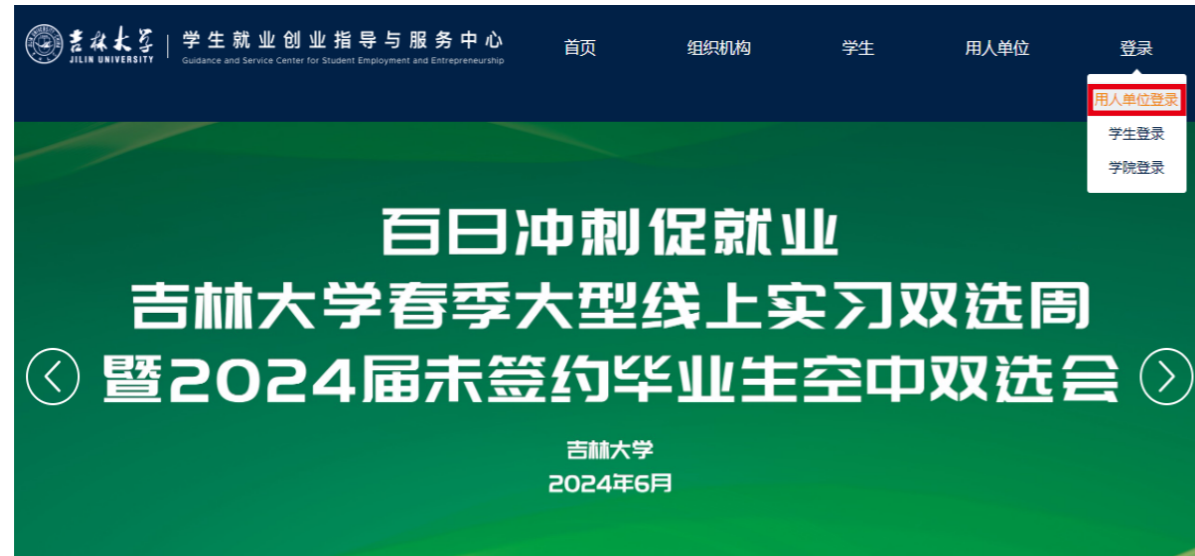 吉林大学 学生就业创业指导与服务中心
JILIN UNIVERSITY Guidance and Service Center for Student Employment and Entrepreneurship
首页 组织机构 学生 用人单位 登录
用人单位登录
学生登录
学院登录
百日冲刺促就业
吉林大学春季大型线上实习双选周
暨2024届未签约毕业生空中双选会
吉林大学
2024年6月